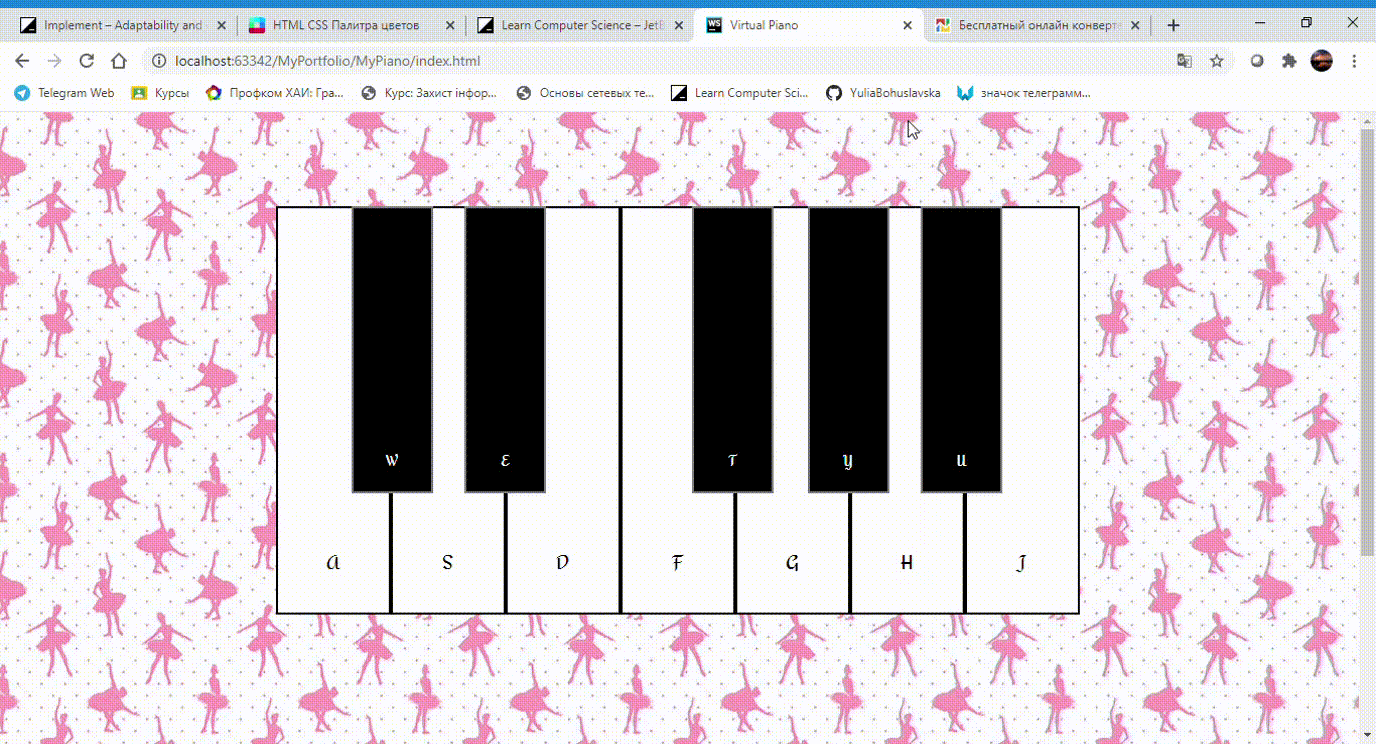 Implement – Adaptability and
HTML CSS Палитра цветов
Learn Computer Science – JetB
WS
Virtual Piano
Бесплатный онлайн конверте
localhost:63342/MyPortfolio/MyPiano/index.html
Telegram Web
Курсы
Профком ХАИ: Гра...
Курс: Захист інфор...
Основы сетевых те...
Learn Computer Sci...
YuliaBohuslavska
значок телеграмм...
W E T Y U
A S D F G H J